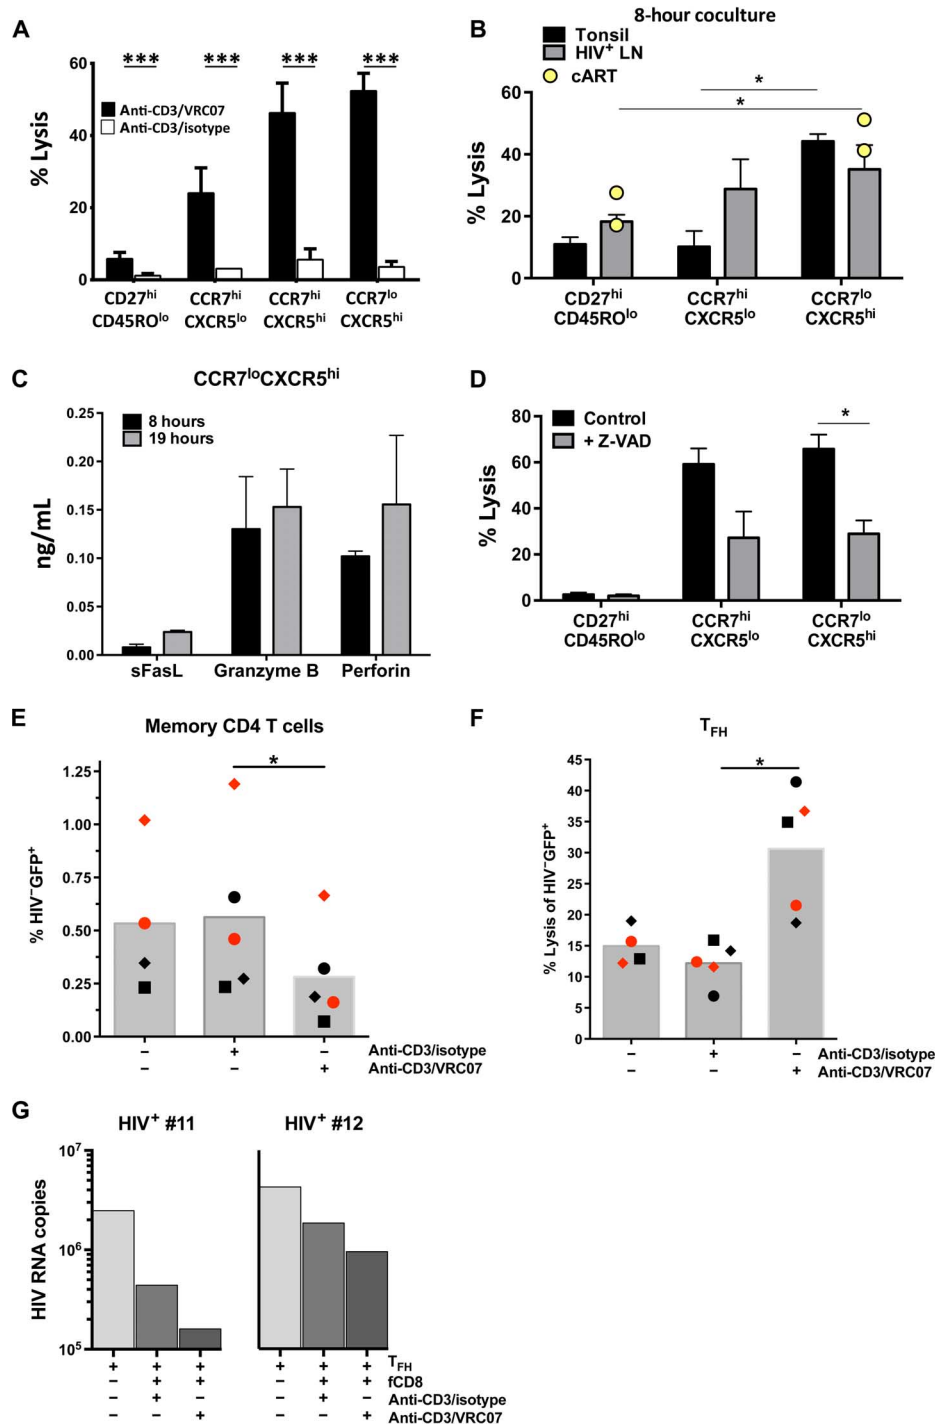 A
*** *** *** ***
60
40
20
0
% Lysis
Anti-CD3/VRC07
Anti-CD3/isotype
CD27hi CCR7hi CCR7hi CCR7lo
CD45ROlo CXCR5lo CXCR5hi CXCR5hi
B
8-hour coculture
Tonsil
HIV+ LN
cART
*
*
60
40
20
0
% Lysis
CD27hi CCR7hi CCR7lo
CD45ROlo CXCR5lo CXCR5hi
C
CCR7loCXCR5hi
8 hours
19 hours
0.25
0.20
0.15
0.10
0.05
0.00
ng/mL
sFasL Granzyme B Perforin
D
Control
+ Z-VAD
*
80
60
40
20
0
% Lysis
CD27hi CCR7hi CCR7lo
CD45ROlo CXCR5lo CXCR5hi
E
Memory CD4 T cells
*
1.25
1.00
0.75
0.50
0.25
0.00
% HIV−GFP+
− + − Anti-CD3/isotype
− − + Anti-CD3/VRC07
F
TFH
*
45
40
35
30
25
20
15
10
5
0
% Lysis of HIV−GFP+
− + − Anti-CD3/isotype
− − + Anti-CD3/VRC07
G
HIV+ #11 HIV+ #12
10^7
10^6
10^5
HIV RNA copies
+ + + + + + TFH
− + + − + + fCD8
− + − − + − Anti-CD3/isotype
− − + − − + Anti-CD3/VRC07